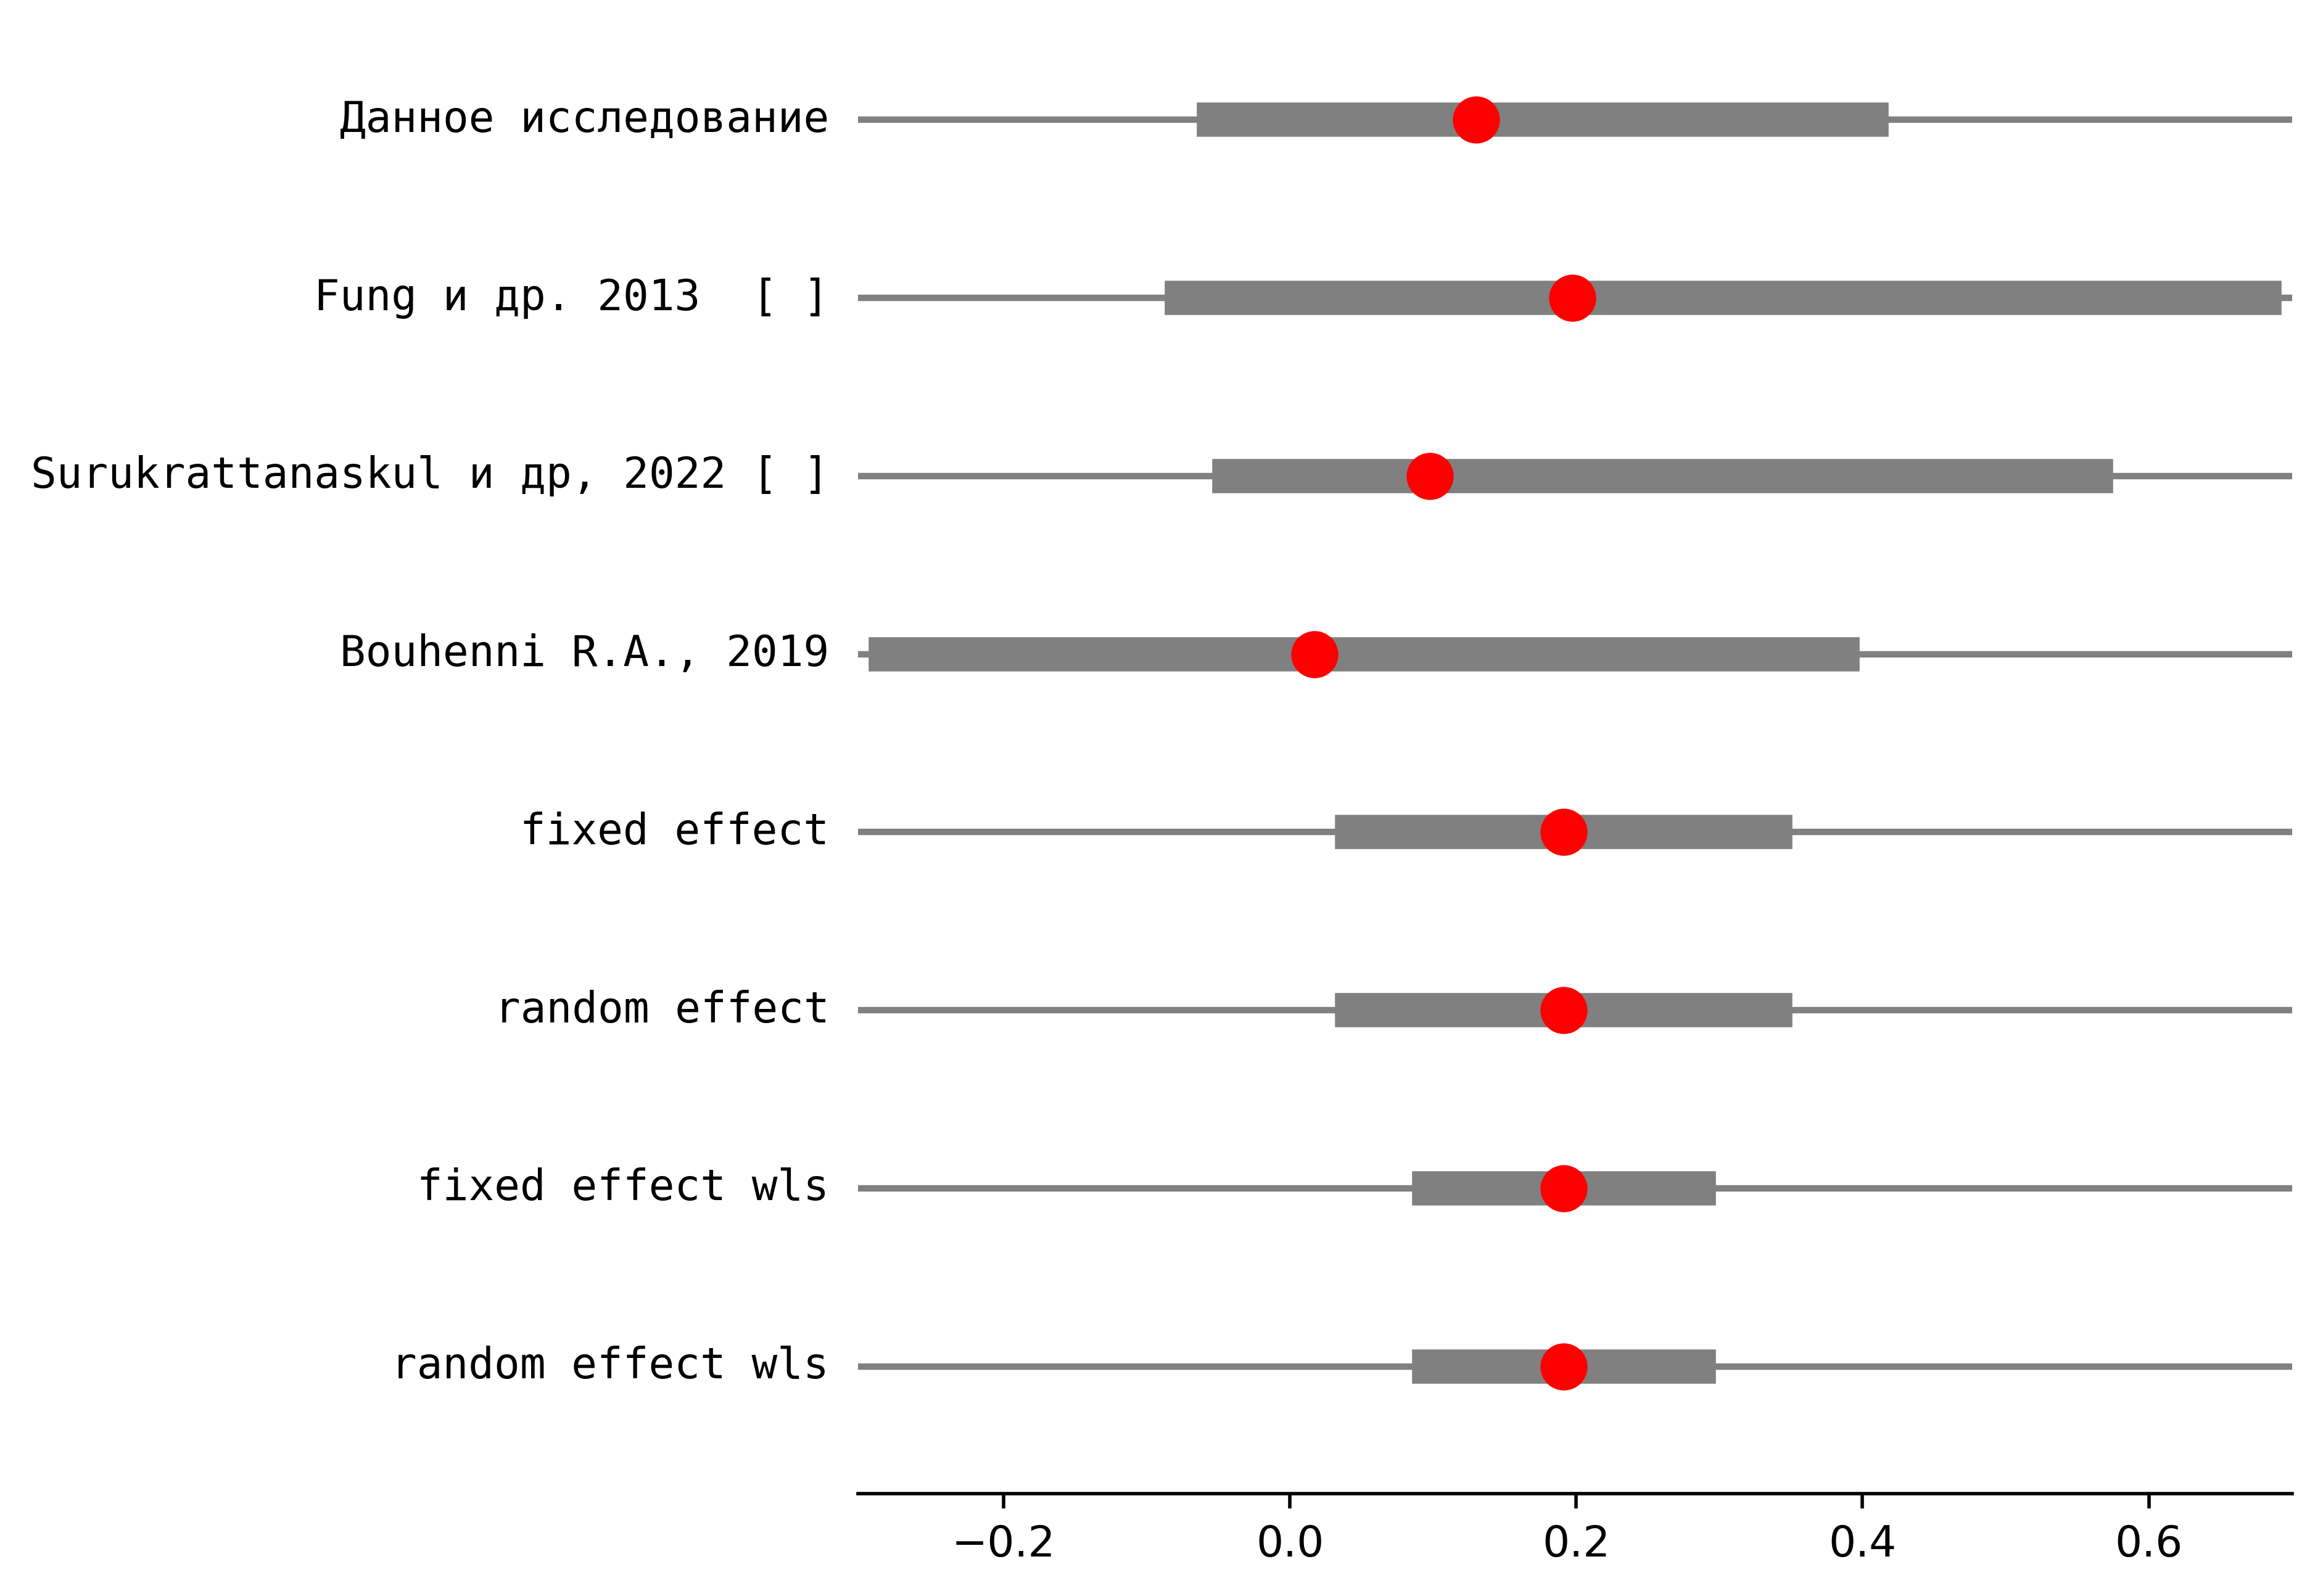 Данное исследование
Fung и др. 2013  [ ]
Surukrattanaskul и др, 2022 [ ]
Bouhenni R.A., 2019
fixed effect
random effect
fixed effect wls
random effect wls
−0.2 0.0 0.2 0.4 0.6